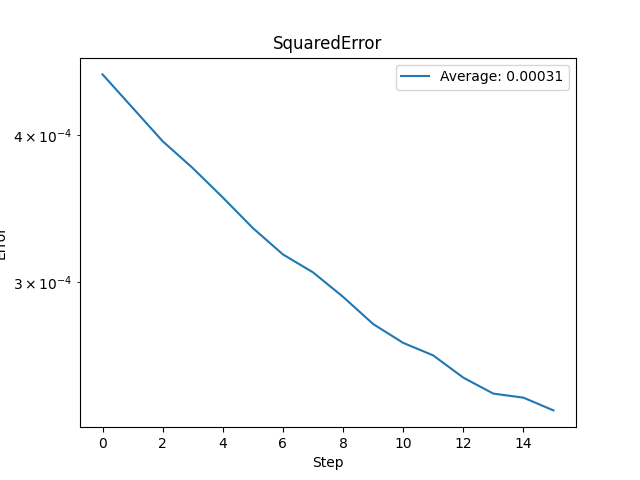 SquaredError
Average: 0.00031
4 × 10⁻⁴
3 × 10⁻⁴
Error
0 2 4 6 8 10 12 14
Step